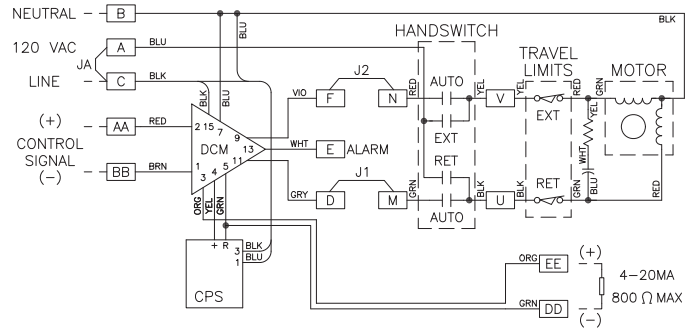 NEUTRAL B BLK
HANDSWITCH
120 VAC A BLU BLU
TRAVEL LIMITS MOTOR
JA
J2
LINE C BLK
BLK BLU VIO F N RED AUTO YEL V YEL RED GRN
EXT EXT
(+) AA RED
2 15 7 9
YEL
CONTROL SIGNAL
DCM 13 WHT E ALARM
WHT
(-) BB BRN
1 11
RET
J1
3 4 5
GRY D M GRN AUTO BLK U BLK RET GRN BLU RED
ORG YEL GRN
+ R
3 BLK
1 BLU
CPS
ORG EE (+)
4–20MA
800 Ω MAX
GRN DD (-)